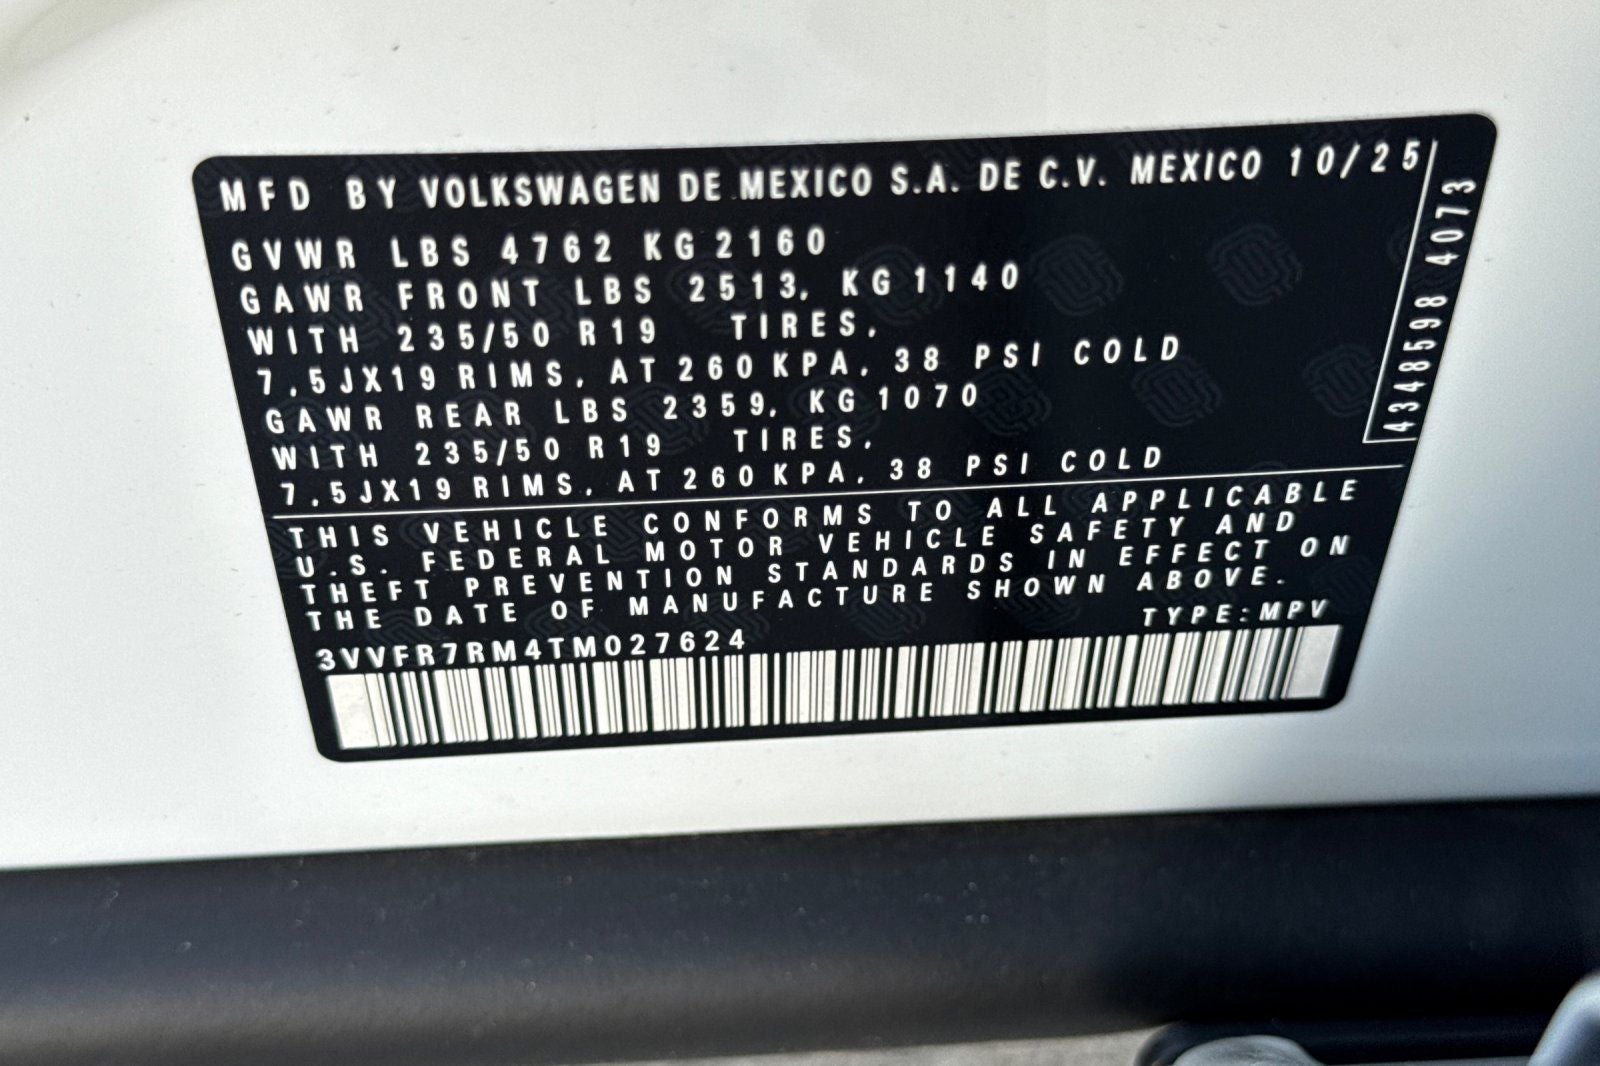 MFD BY VOLKSWAGEN DE MEXICO S.A. DE C.V. MEXICO 10/25
GVWR LBS 4762 KG 2160
GAWR FRONT LBS 2513, KG 1140
WITH 235/50 R19 TIRES,
7,5JX19 RIMS, AT 260 KPA, 38 PSI COLD
GAWR REAR LBS 2359, KG 1070
WITH 235/50 R19 TIRES,
7,5JX19 RIMS, AT 260 KPA, 38 PSI COLD
THIS VEHICLE CONFORMS TO ALL APPLICABLE
U.S. FEDERAL MOTOR VEHICLE SAFETY AND
THEFT PREVENTION STANDARDS IN EFFECT ON
THE DATE OF MANUFACTURE SHOWN ABOVE.
TYPE:MPV
3VVFR7RM4TM027624
4348598 4073